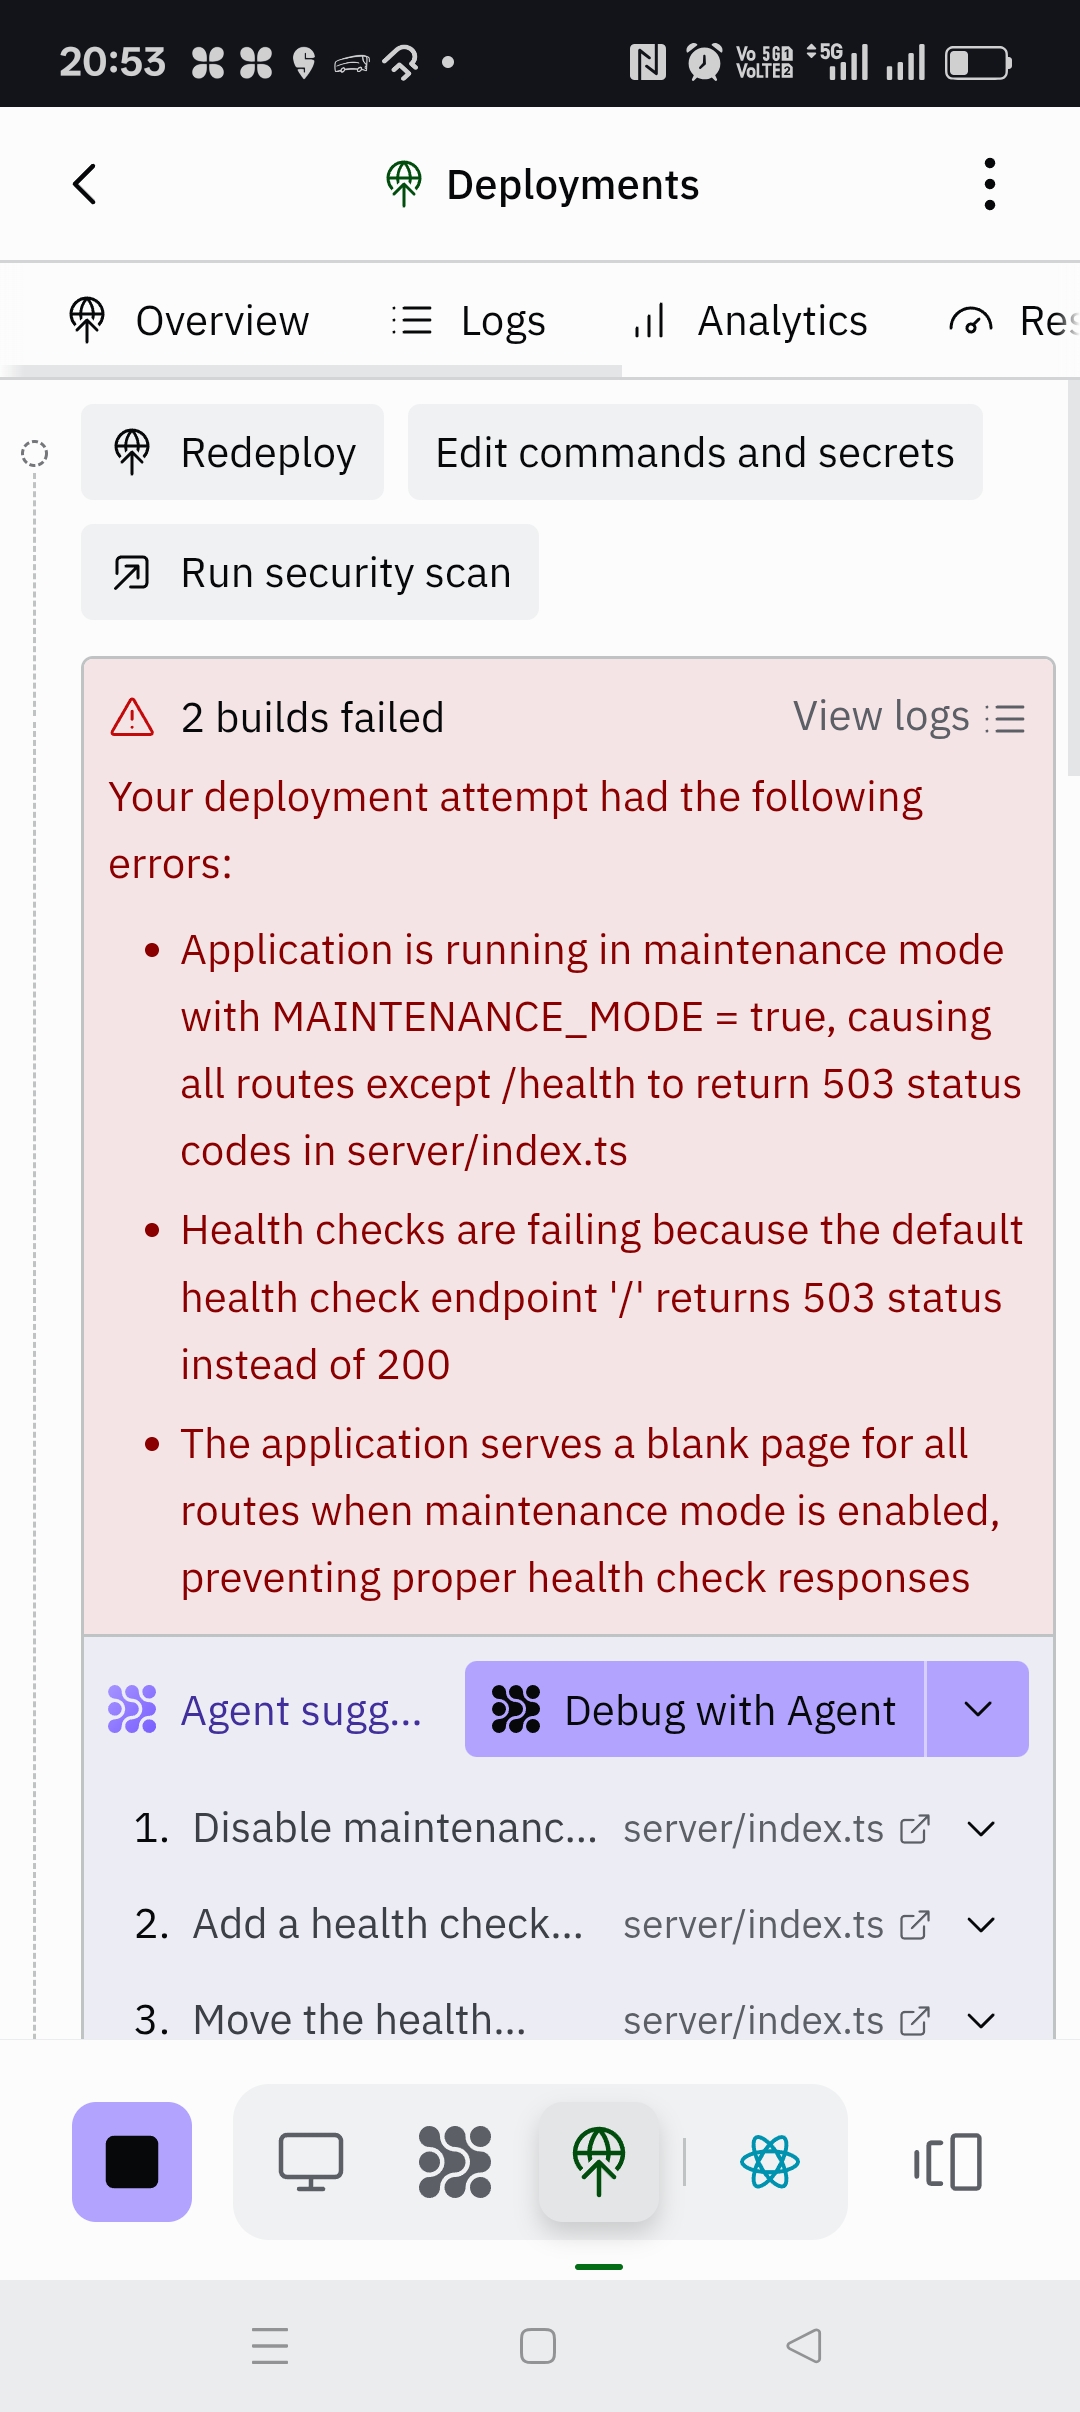 20:53
Vo 5G 1
VoLTE 2
5G
Deployments
Overview
Logs
Analytics
Res
Redeploy
Edit commands and secrets
Run security scan
2 builds failed
View logs
Your deployment attempt had the following
errors:
• Application is running in maintenance mode
with MAINTENANCE_MODE = true, causing
all routes except /health to return 503 status
codes in server/index.ts
• Health checks are failing because the default
health check endpoint '/' returns 503 status
instead of 200
• The application serves a blank page for all
routes when maintenance mode is enabled,
preventing proper health check responses
Agent sugg...
Debug with Agent
1. Disable maintenanc... server/index.ts
2. Add a health check... server/index.ts
3. Move the health... server/index.ts